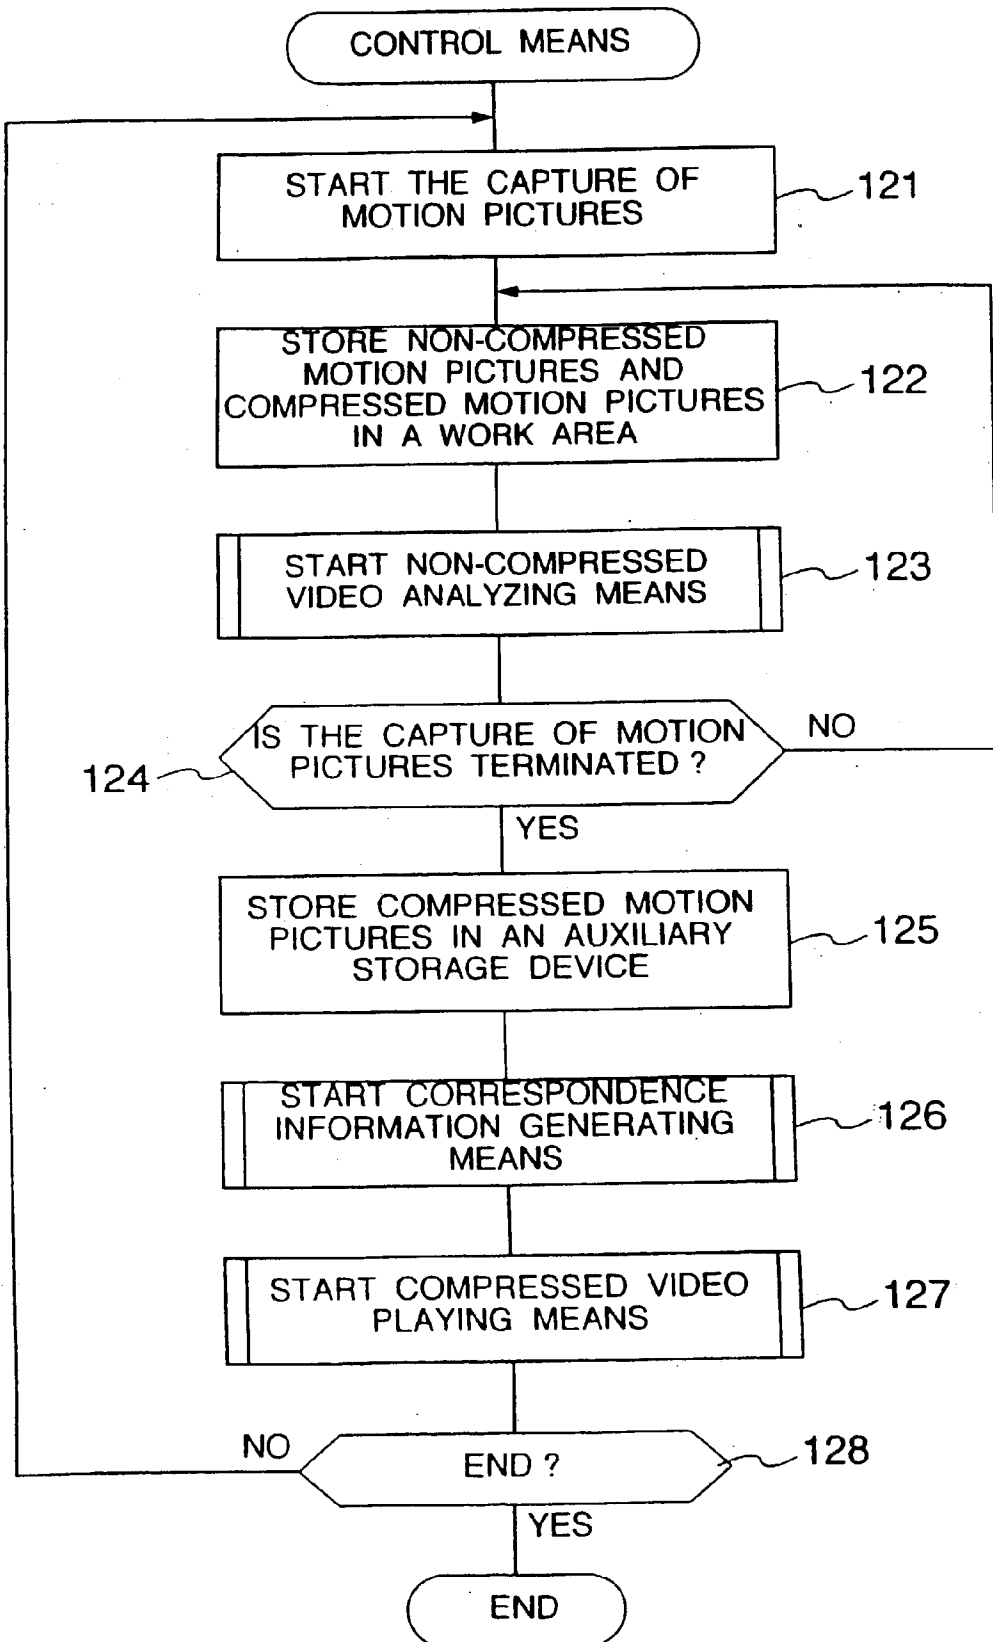 CONTROL MEANS
START THE CAPTURE OF
MOTION PICTURES
121
STORE NON-COMPRESSED
MOTION PICTURES AND
COMPRESSED MOTION PICTURES
IN A WORK AREA
122
START NON-COMPRESSED
VIDEO ANALYZING MEANS
123
IS THE CAPTURE OF MOTION
PICTURES TERMINATED ?
NO
124
YES
STORE COMPRESSED MOTION
PICTURES IN AN AUXILIARY
STORAGE DEVICE
125
START CORRESPONDENCE
INFORMATION GENERATING
MEANS
126
START COMPRESSED VIDEO
PLAYING MEANS
127
NO
END ?
128
YES
END